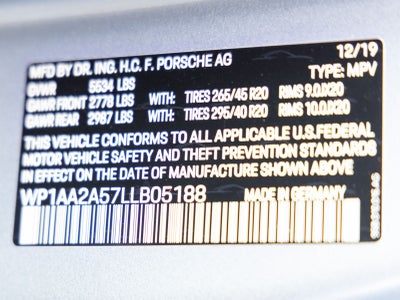 MFD BY DR. ING. H.C. F. PORSCHE AG 12/19
GVWR 5534 LBS TYPE: MPV
GAWR FRONT 2778 LBS WITH: TIRES 265/45 R20 RIMS 9.0JX20
GAWR REAR 2987 LBS WITH: TIRES 295/40 R20 RIMS 10.0JX20
THIS VEHICLE CONFORMS TO ALL APPLICABLE U.S. FEDERAL
MOTOR VEHICLE SAFETY AND THEFT PREVENTION STANDARDS
IN EFFECT ON THE DATE OF MANUFACTURE SHOWN ABOVE
WP1AA2A57LLB05188 MADE IN GERMANY